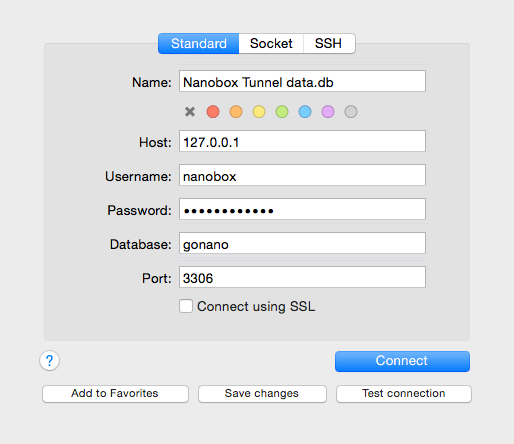 Standard Socket SSH
Name: Nanobox Tunnel data.db
Host: 127.0.0.1
Username: nanobox
Password: ••••••••••••
Database: gonano
Port: 3306
Connect using SSL
? Connect
Add to Favorites Save changes Test connection